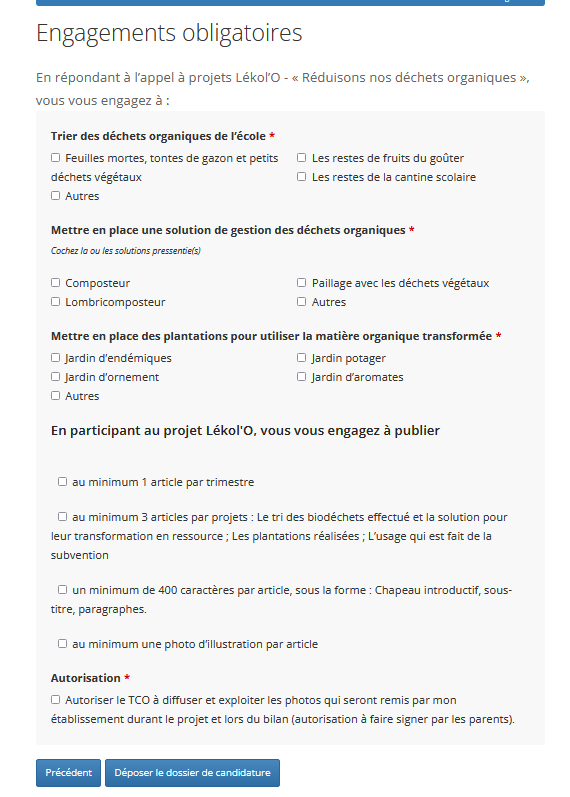 Engagements obligatoires
En répondant à l'appel à projets Lékol'O - « Réduisons nos déchets organiques »,
vous vous engagez à :
Trier des déchets organiques de l'école *
Feuilles mortes, tontes de gazon et petits
déchets végétaux
Les restes de fruits du goûter
Les restes de la cantine scolaire
Autres
Mettre en place une solution de gestion des déchets organiques *
Cochez la ou les solutions pressentie(s)
Composteur
Paillage avec les déchets végétaux
Lombricomposteur
Autres
Mettre en place des plantations pour utiliser la matière organique transformée *
Jardin d'endémiques
Jardin potager
Jardin d'ornement
Jardin d'aromates
Autres
En participant au projet Lékol'O, vous vous engagez à publier
au minimum 1 article par trimestre
au minimum 3 articles par projets : Le tri des biodéchets effectué et la solution pour
leur transformation en ressource ; Les plantations réalisées ; L'usage qui est fait de la
subvention
un minimum de 400 caractères par article, sous la forme : Chapeau introductif, sous-
titre, paragraphes.
au minimum une photo d'illustration par article
Autorisation *
Autoriser le TCO à diffuser et exploiter les photos qui seront remis par mon
établissement durant le projet et lors du bilan (autorisation à faire signer par les parents).
Précédent
Déposer le dossier de candidature